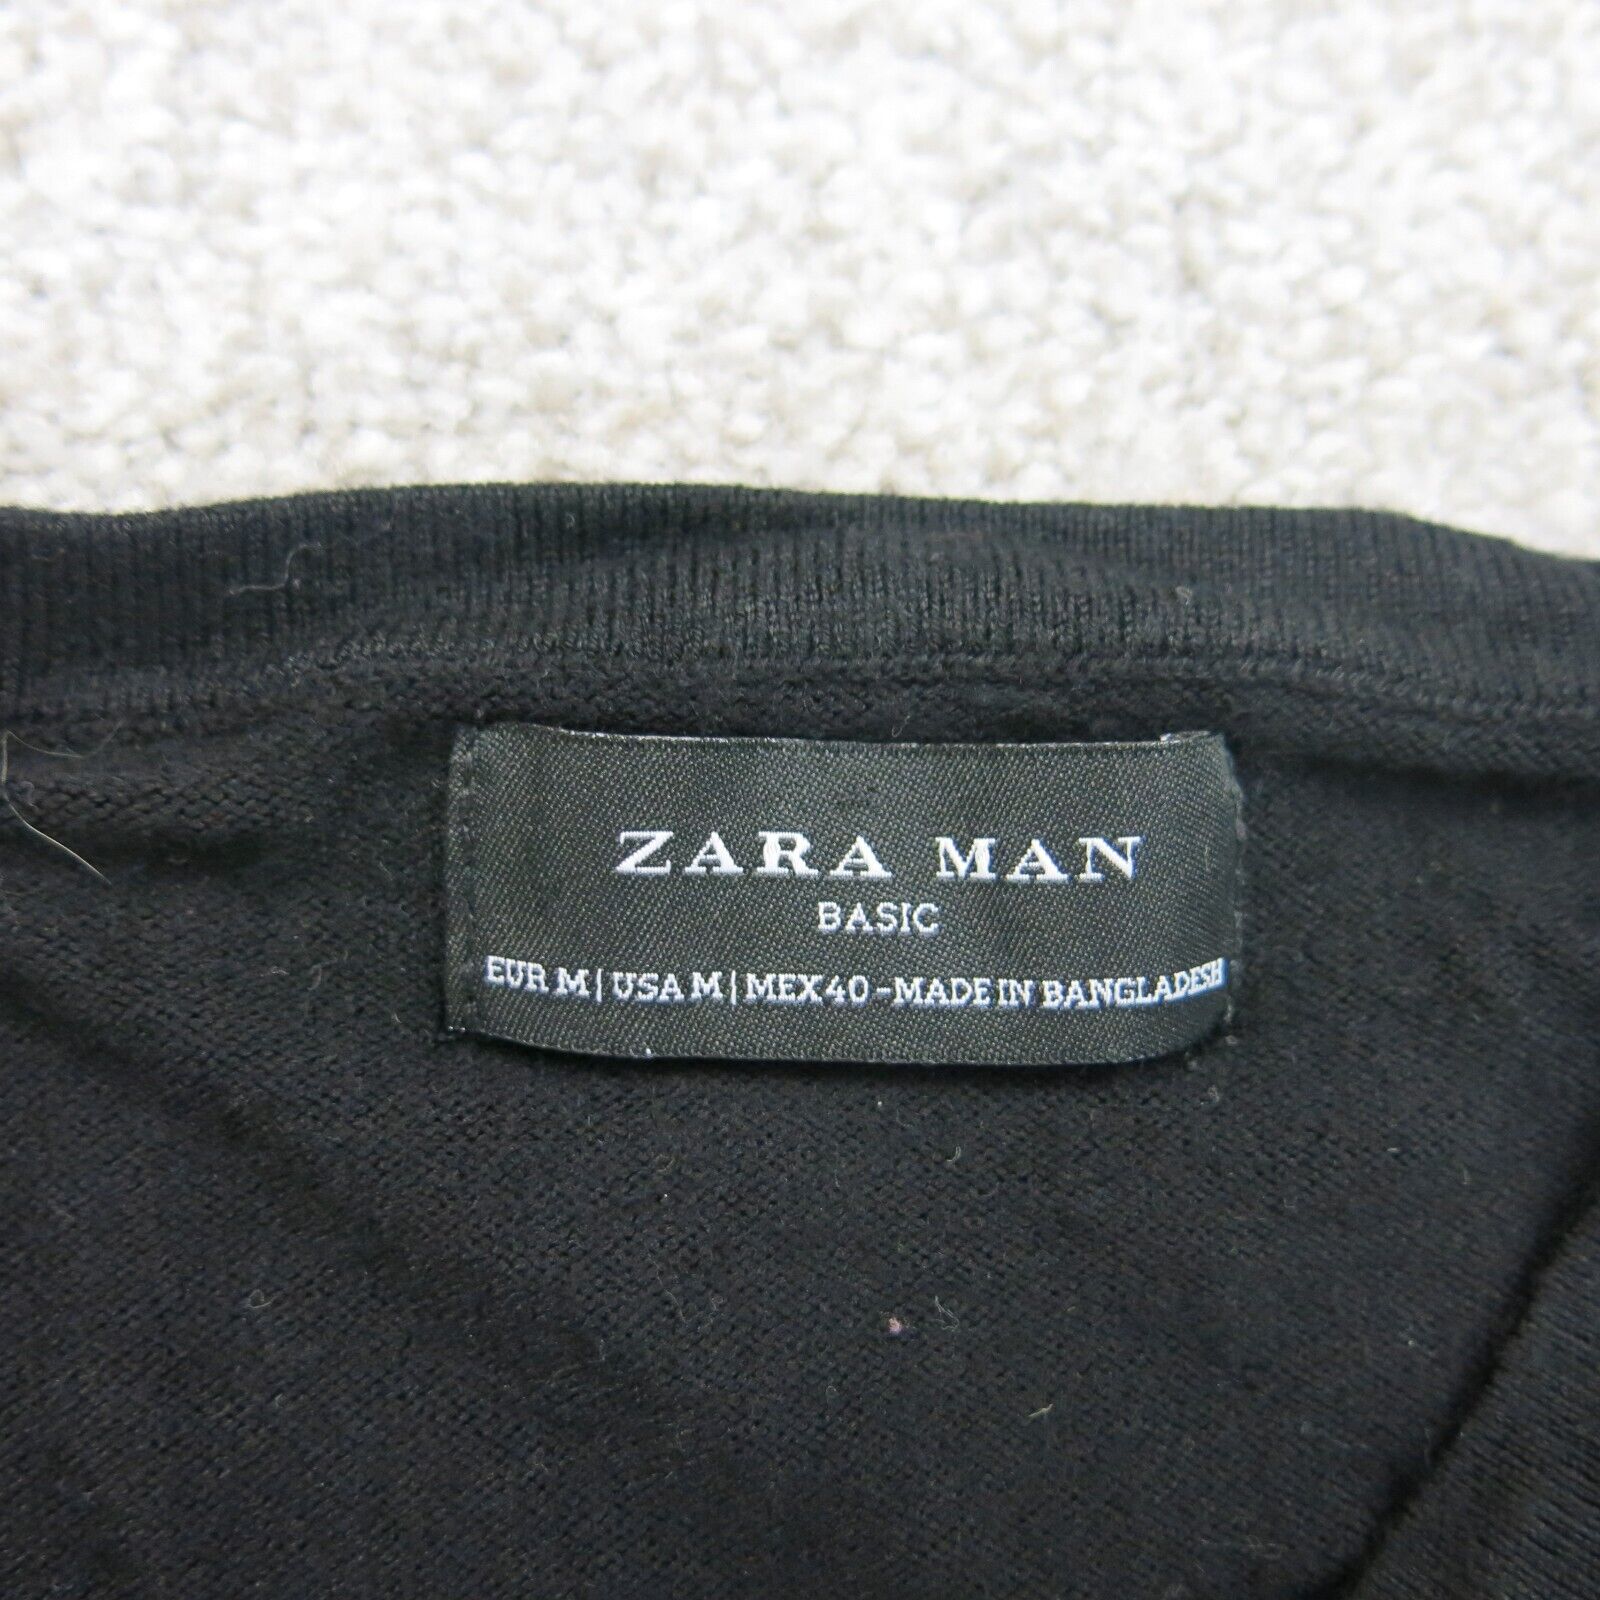 ZARA MAN
BASIC
EUR M | USA M | MEX 40 - MADE IN BANGLADESH